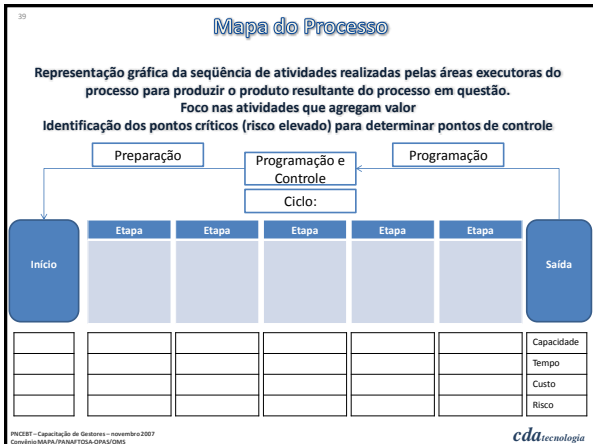 39
Mapa do Processo
Representação gráfica da seqüência de atividades realizadas pelas áreas executoras do
processo para produzir o produto resultante do processo em questão.
Foco nas atividades que agregam valor
Identificação dos pontos críticos (risco elevado) para determinar pontos de controle
Preparação
Programação e
Controle
Programação
Ciclo:
Início
Etapa
Etapa
Etapa
Etapa
Etapa
Saída
Capacidade
Tempo
Custo
Risco
PNCEBT – Capacitação de Gestores – novembro 2007
Convênio MAPA/PANAFTOSA-OPAS/OMS
cdatecnologia